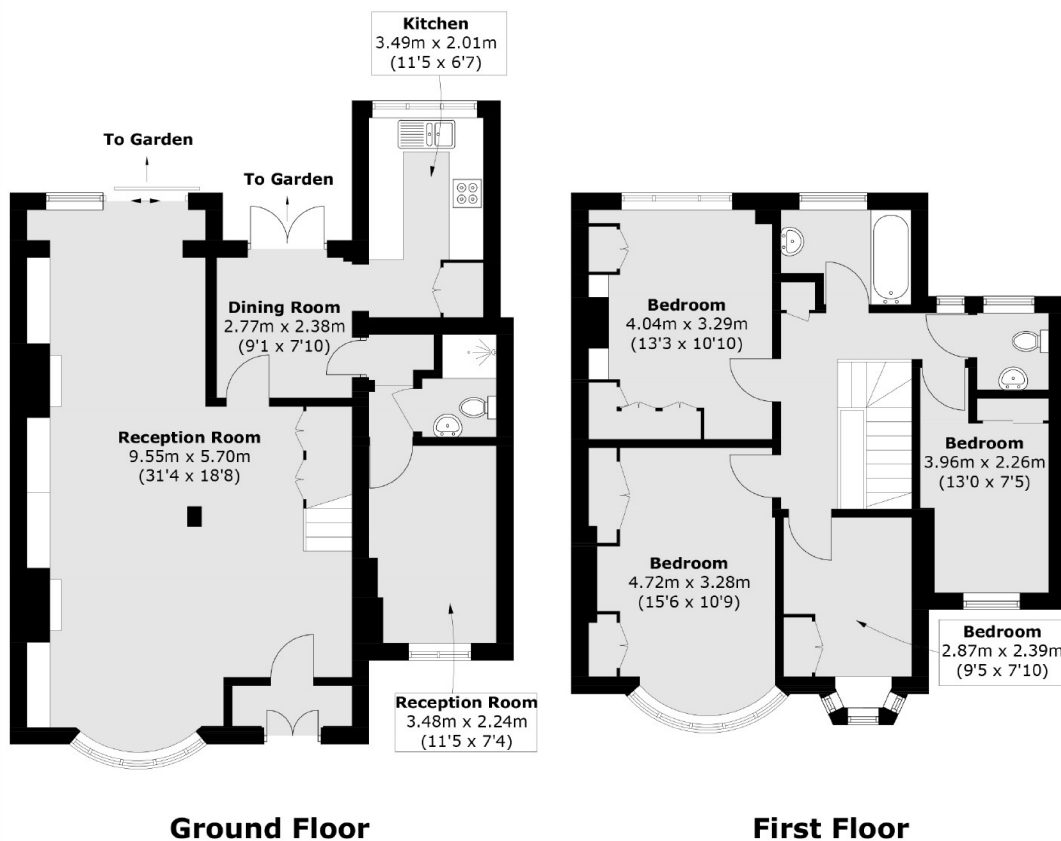 Kitchen
3.49m x 2.01m
(11'5 x 6'7)
To Garden
To Garden
Dining Room
2.77m x 2.38m
(9'1 x 7'10)
Reception Room
9.55m x 5.70m
(31'4 x 18'8)
Reception Room
3.48m x 2.24m
(11'5 x 7'4)
Ground Floor
Bedroom
4.04m x 3.29m
(13'3 x 10'10)
Bedroom
3.96m x 2.26m
(13'0 x 7'5)
Bedroom
4.72m x 3.28m
(15'6 x 10'9)
Bedroom
2.87m x 2.39m
(9'5 x 7'10)
First Floor